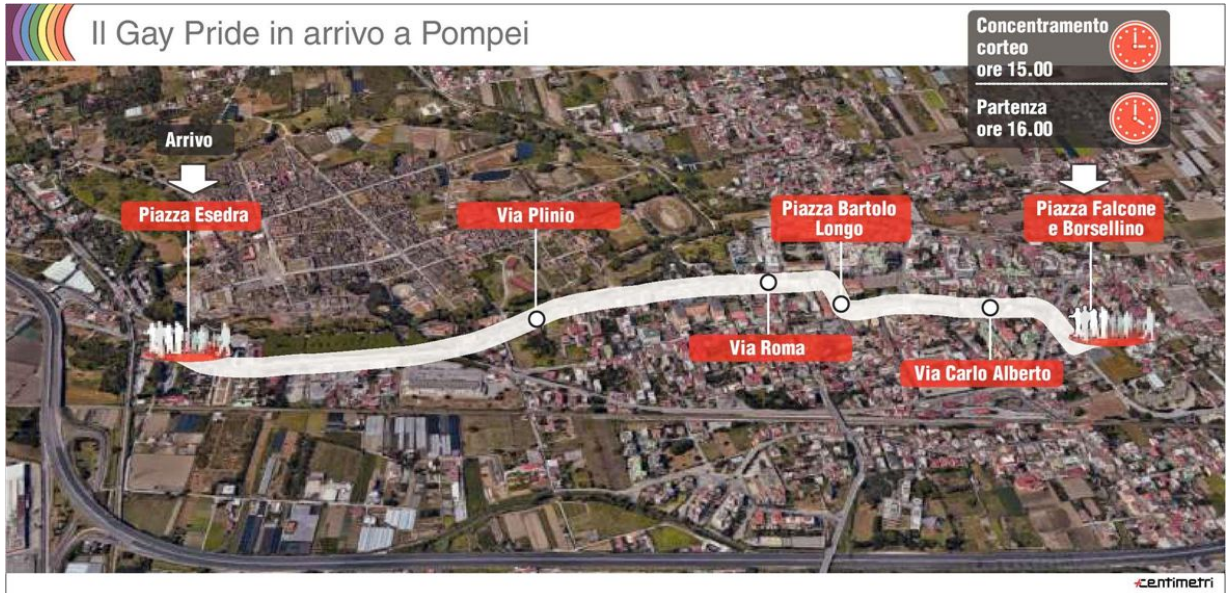 Il Gay Pride in arrivo a Pompei
Concentramento
corteo
ore 15.00
Partenza
ore 16.00
Arrivo
Piazza Esedra
Via Plinio
Piazza Bartolo
Longo
Piazza Falcone
e Borsellino
Via Roma
Via Carlo Alberto
centimetri